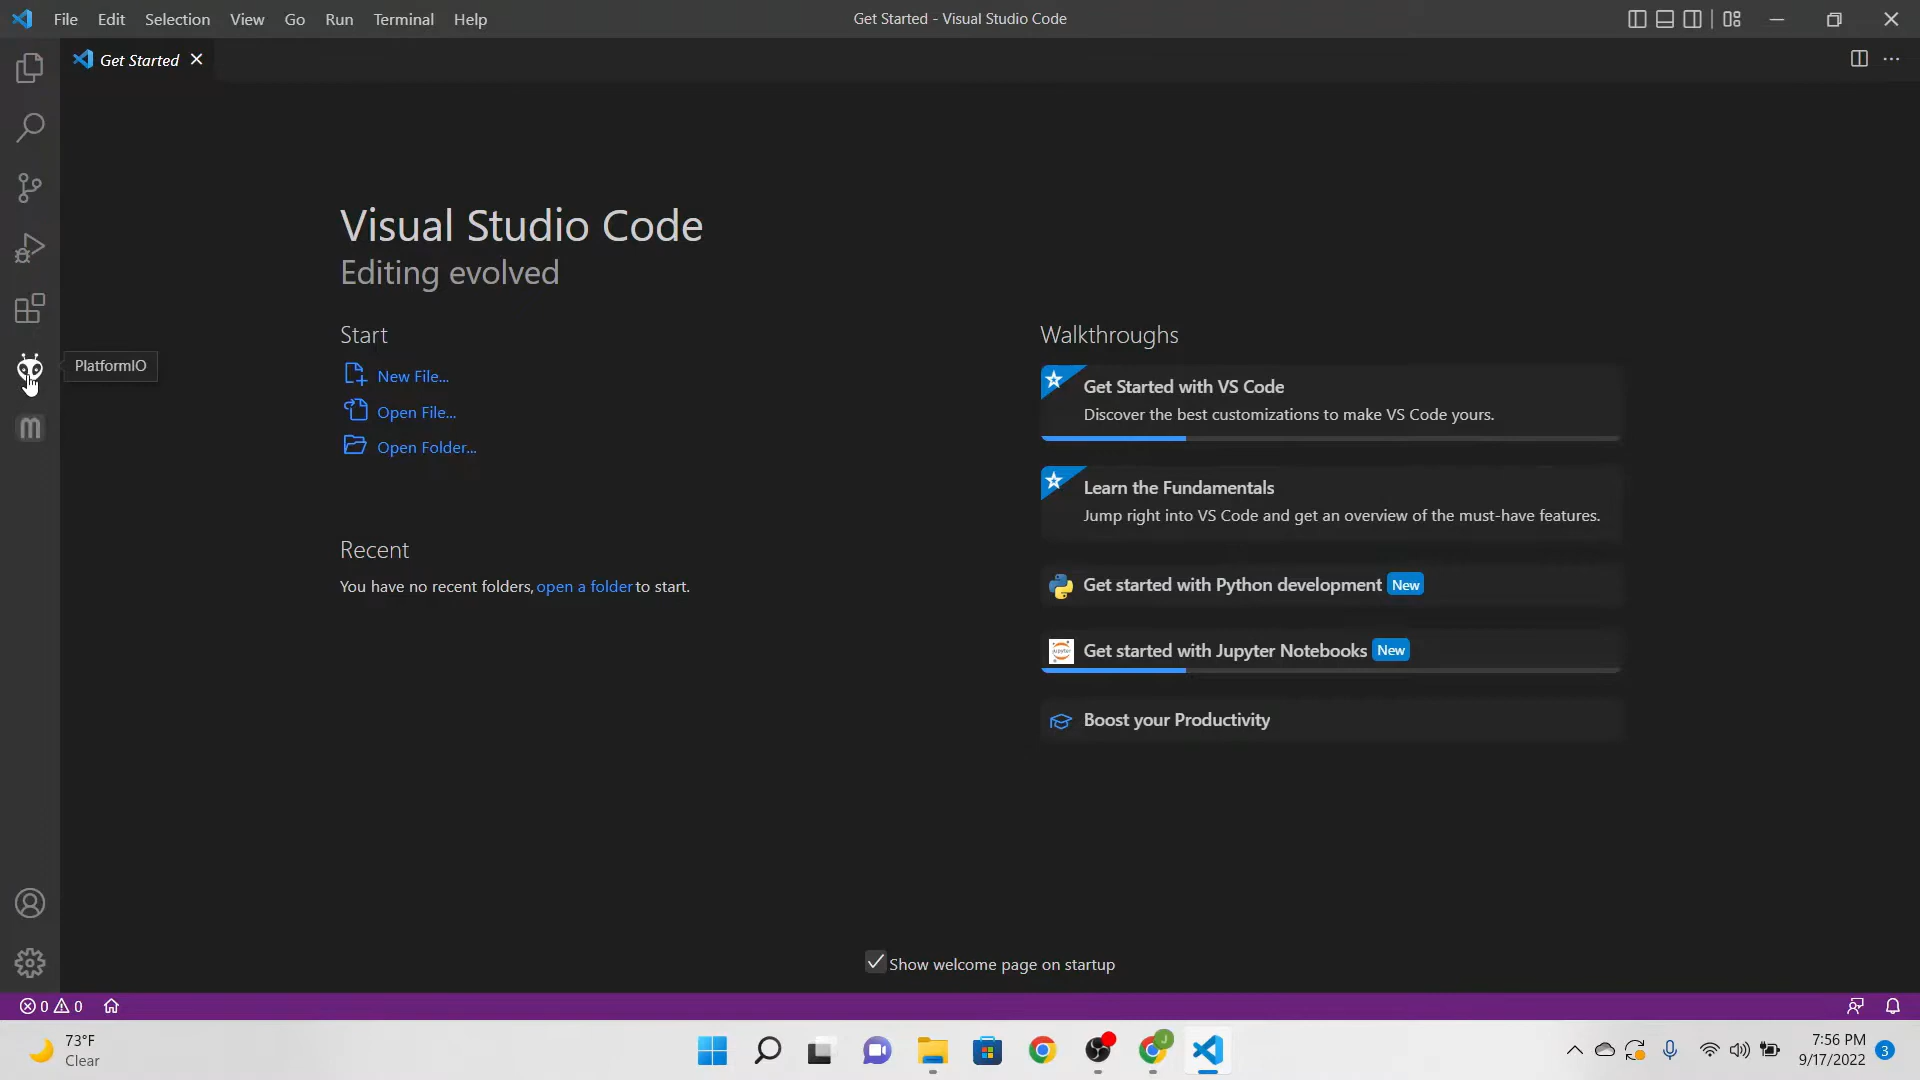 File Edit Selection View Go Run Terminal Help
Get Started - Visual Studio Code
Get Started
Visual Studio Code
Editing evolved
Start
New File...
Open File...
Open Folder...
Recent
You have no recent folders, open a folder to start.
PlatformIO
Walkthroughs
Get Started with VS Code
Discover the best customizations to make VS Code yours.
Learn the Fundamentals
Jump right into VS Code and get an overview of the must-have features.
Get started with Python development New
Get started with Jupyter Notebooks New
Boost your Productivity
Show welcome page on startup
0 0
73°F
Clear
J
7:56 PM
9/17/2022
3